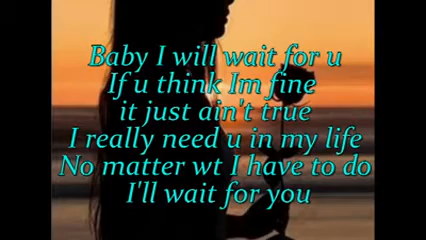 Baby I will wait for u
If u think Im fine
it just ain't true
I really need u in my life
No matter wt I have to do
I'll wait for you